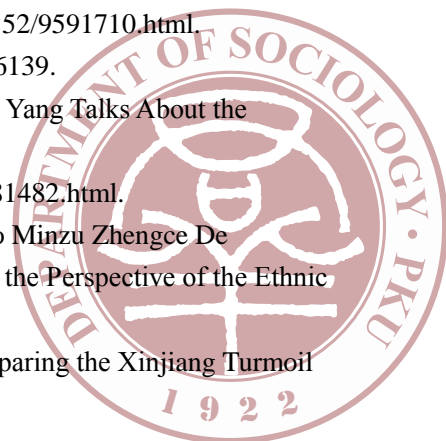 52/9591710.html.
6139.
Yang Talks About the
81482.html.
o Minzu Zhengce De
the Perspective of the Ethnic
paring the Xinjiang Turmoil
DEPARTMENT OF SOCIOLOGY · PKU
1922